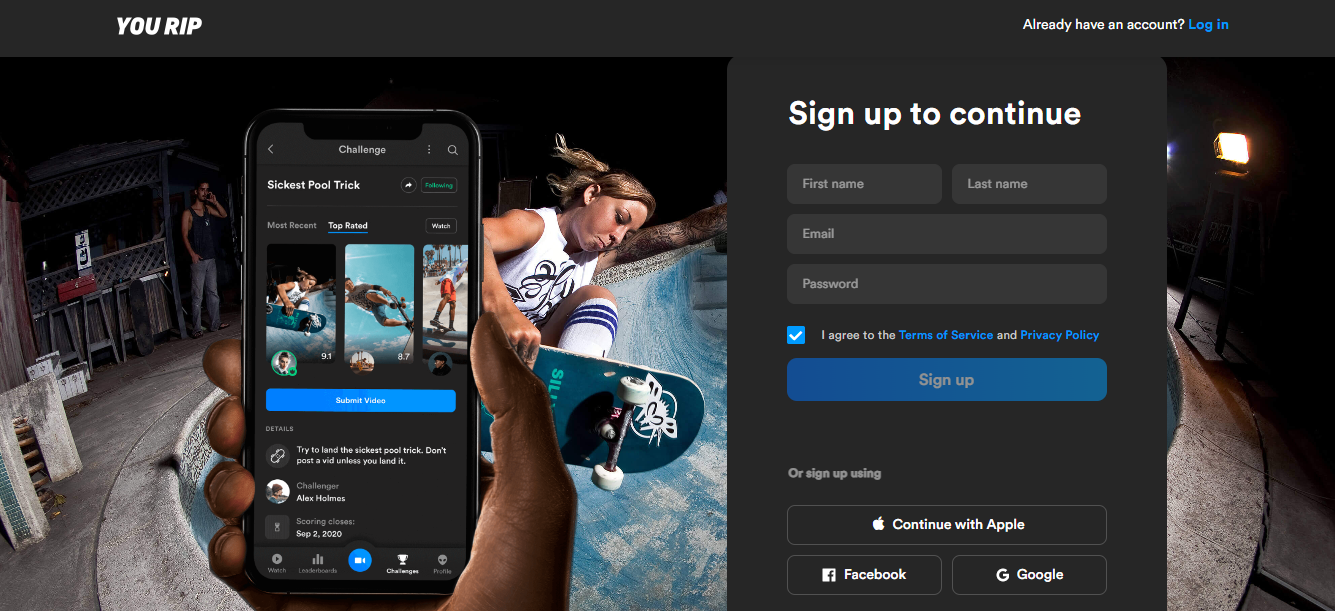 YOU RIP
Already have an account? Log in
Challenge
Sickest Pool Trick
Following
Most Recent Top Rated Watch
9.1 8.7
Submit Video
DETAILS
Try to land the sickest pool trick. Don't
post a vid unless you land it.
Challenger
Alex Holmes
Scoring closes:
Sep 2, 2020
Watch Leaderboards Challenges Profile
Sign up to continue
First name Last name
Email
Password
I agree to the Terms of Service and Privacy Policy
Sign up
Or sign up using
Continue with Apple
Facebook Google